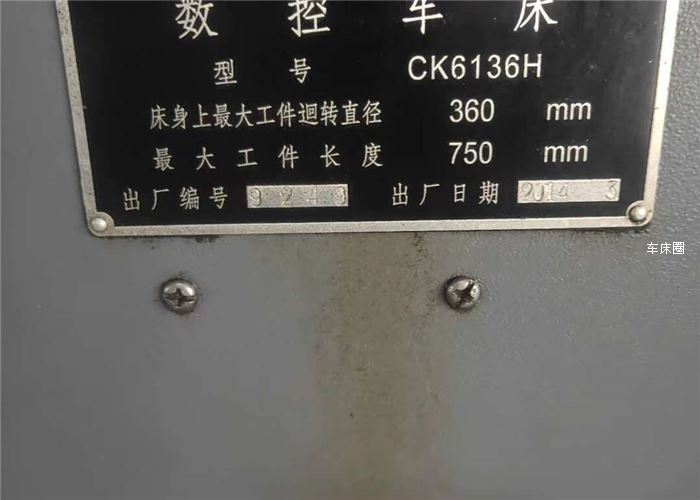 数控车床
型号 CK6136H
床身上最大工件迴转直径 360 mm
最大工件长度 750 mm
出厂编号 9249 出厂日期 2014 3
车床圈